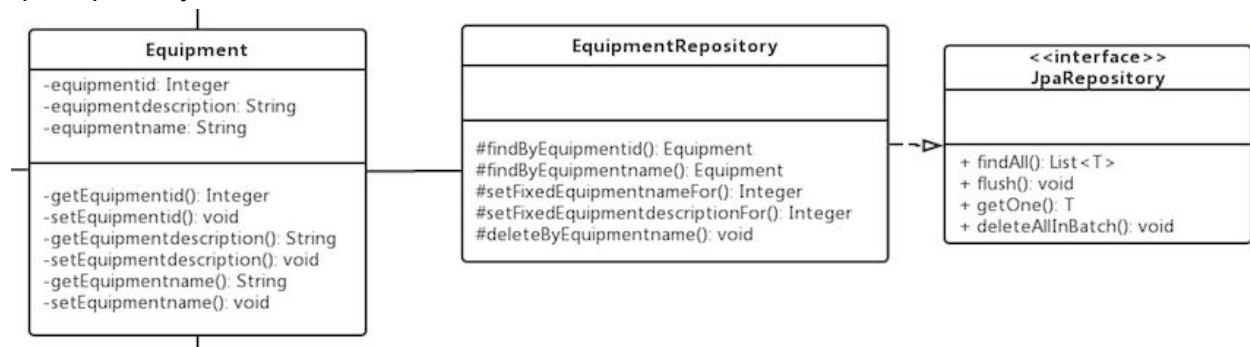 Equipment
-equipmentid: Integer
-equipmentdescription: String
-equipmentname: String
-getEquipmentid(): Integer
-setEquipmentid(): void
-getEquipmentdescription(): String
-setEquipmentdescription(): void
-getEquipmentname(): String
-setEquipmentname(): void
EquipmentRepository
#findByEquipmentid(): Equipment
#findByEquipmentname(): Equipment
#setFixedEquipmentnameFor(): Integer
#setFixedEquipmentdescriptionFor(): Integer
#deleteByEquipmentname(): void
<<interface>>
JpaRepository
+ findAll(): List<T>
+ flush(): void
+ getOne(): T
+ deleteAllInBatch(): void